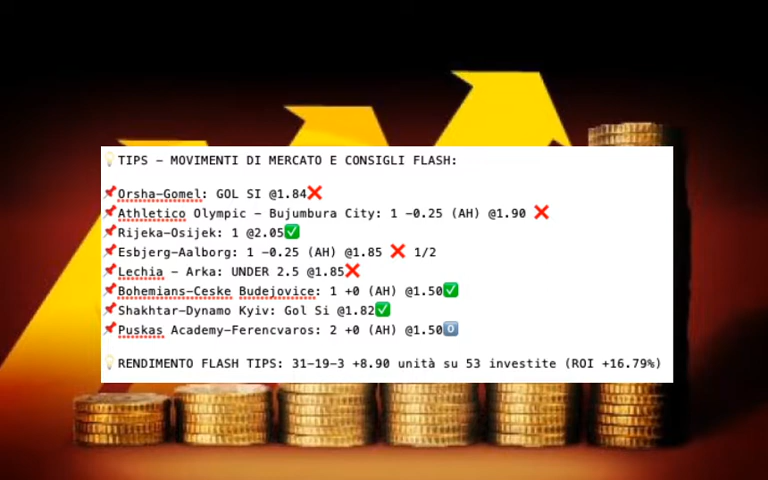 💡TIPS - MOVIMENTI DI MERCATO E CONSIGLI FLASH:
📌Orsha-Gomel: GOL SI @1.84❌
📌Athletico Olympic - Bujumbura City: 1 -0.25 (AH) @1.90 ❌
📌Rijeka-Osijek: 1 @2.05✅
📌Esbjerg-Aalborg: 1 -0.25 (AH) @1.85 ❌ 1/2
📌Lechia - Arka: UNDER 2.5 @1.85❌
📌Bohemians-Ceske Budejovice: 1 +0 (AH) @1.50✅
📌Shakhtar-Dynamo Kyiv: Gol Si @1.82✅
📌Puskas Academy-Ferencvaros: 2 +0 (AH) @1.500️⃣
💡RENDIMENTO FLASH TIPS: 31-19-3 +8.90 unità su 53 investite (ROI +16.79%)